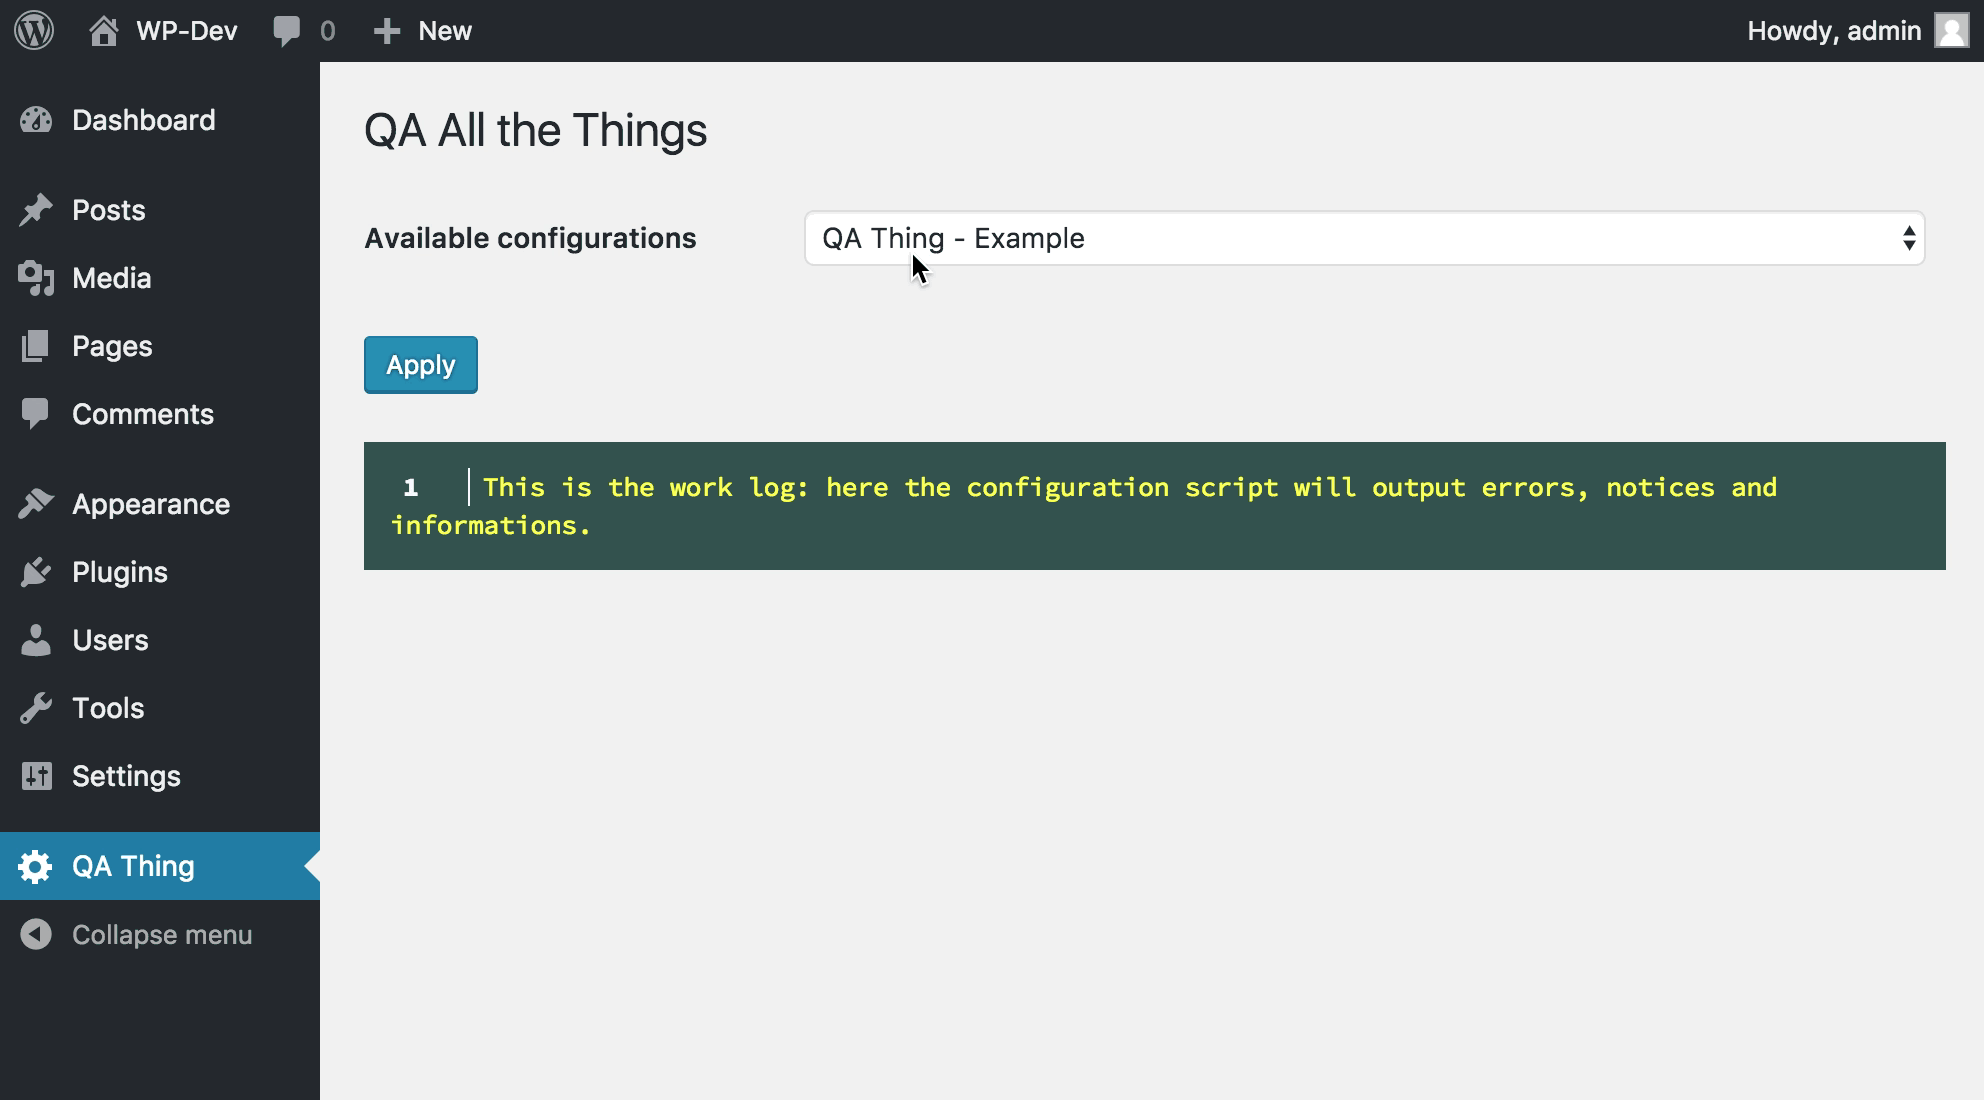 WP-Dev 0 New Howdy, admin
Dashboard
Posts
Media
Pages
Comments
Appearance
Plugins
Users
Tools
Settings
QA Thing
Collapse menu
QA All the Things
Available configurations QA Thing - Example
Apply
1 This is the work log: here the configuration script will output errors, notices and
informations.